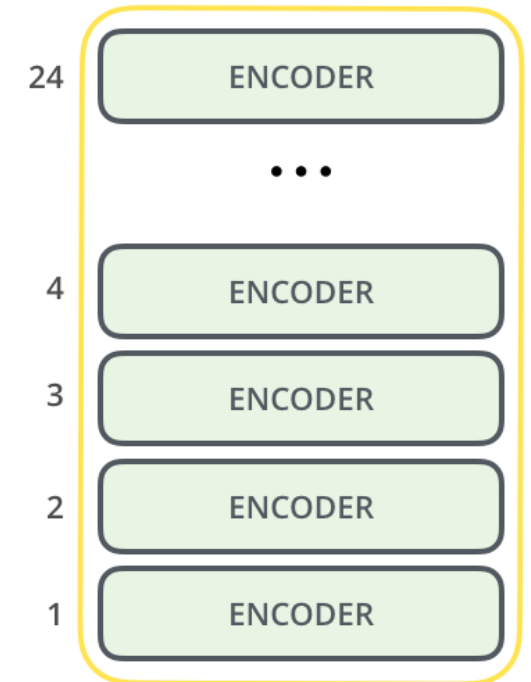 24 ENCODER
...
4 ENCODER
3 ENCODER
2 ENCODER
1 ENCODER